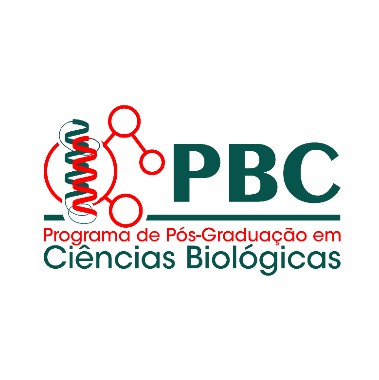 PBC
Programa de Pós-Graduação em
Ciências Biológicas